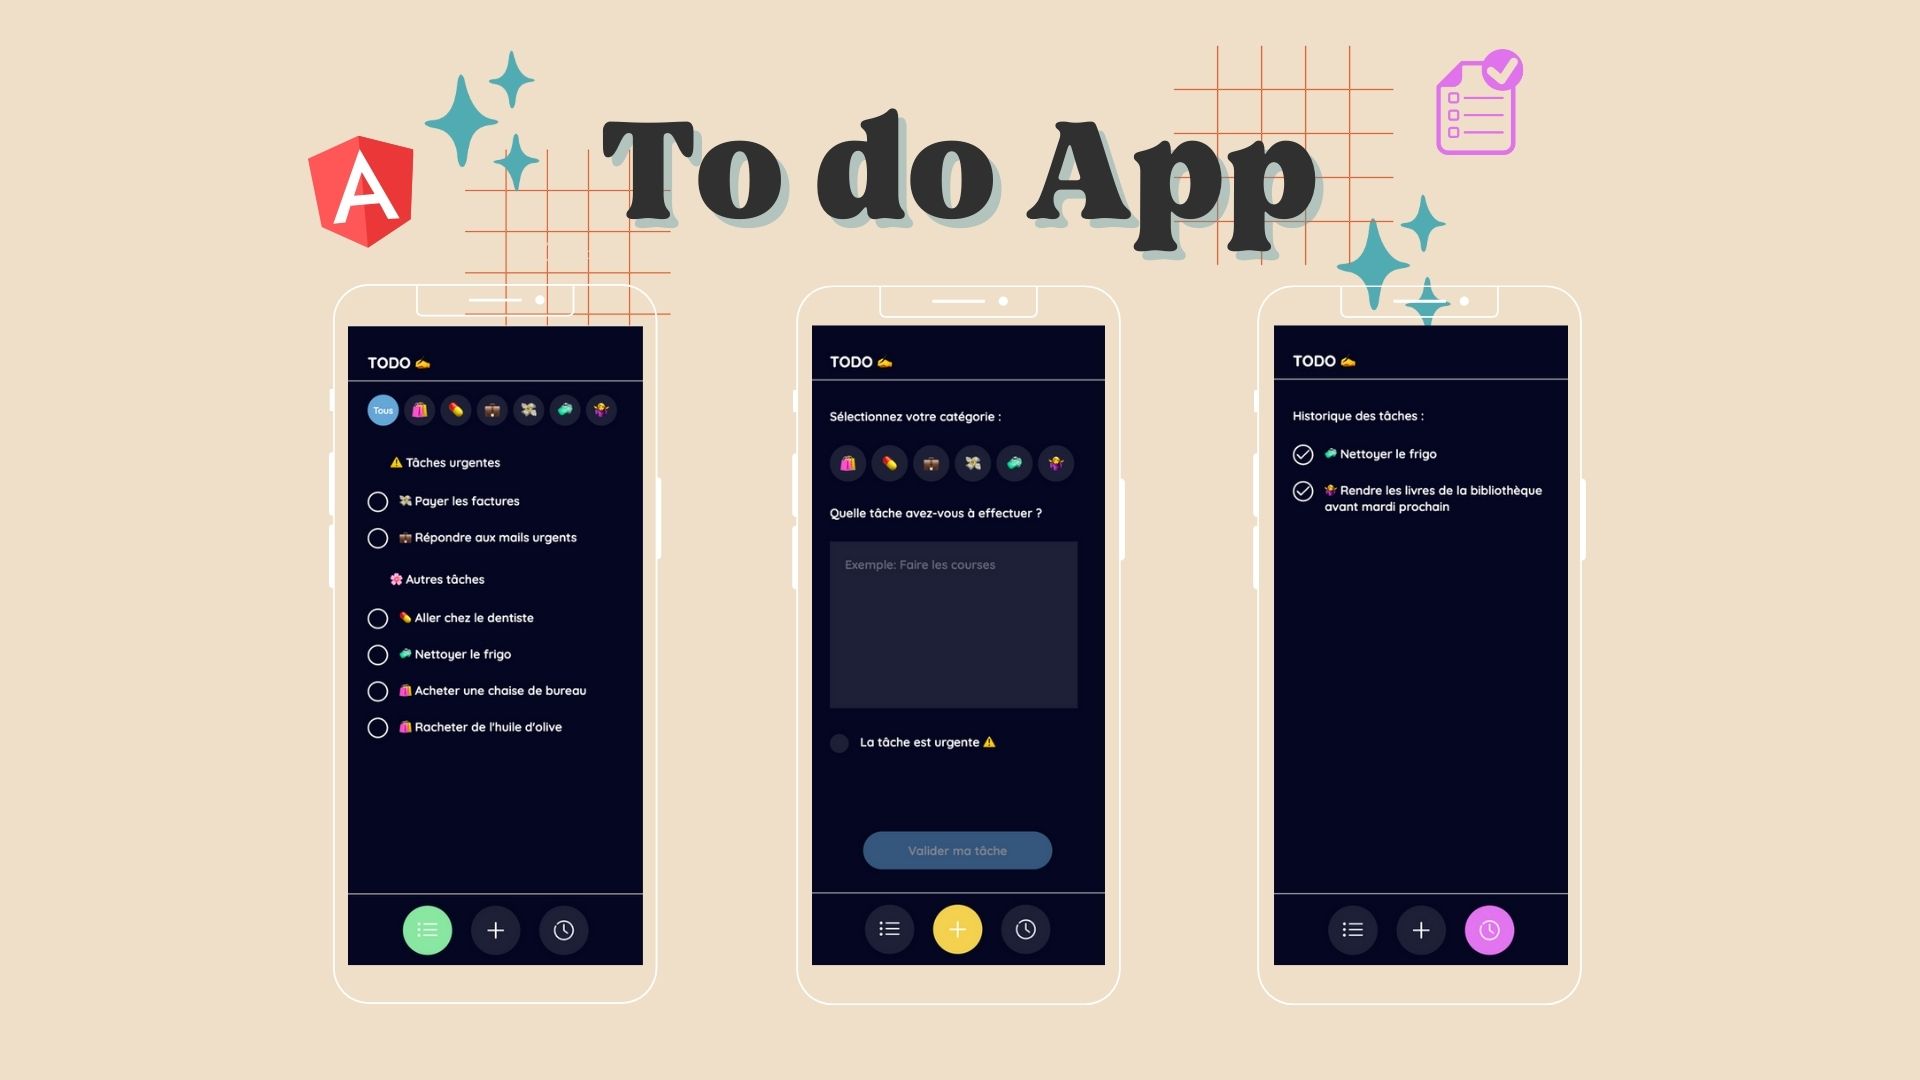 To do App
A
TODO ✍️
Tous
⚠️ Tâches urgentes
💸 Payer les factures
💼 Répondre aux mails urgents
🌸 Autres tâches
💊 Aller chez le dentiste
🧼 Nettoyer le frigo
🛍️ Acheter une chaise de bureau
🛍️ Racheter de l'huile d'olive
TODO ✍️
Sélectionnez votre catégorie :
Quelle tâche avez-vous à effectuer ?
Exemple: Faire les courses
La tâche est urgente ⚠️
Valider ma tâche
TODO ✍️
Historique des tâches :
🧼 Nettoyer le frigo
🤷‍♀️ Rendre les livres de la bibliothèque
avant mardi prochain